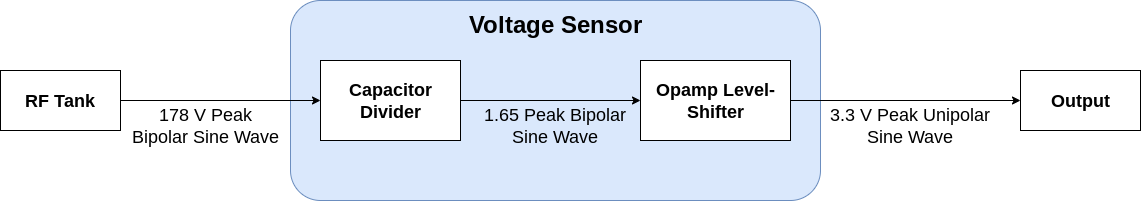 Voltage Sensor
RF Tank
178 V Peak
Bipolar Sine Wave
Capacitor
Divider
1.65 Peak Bipolar
Sine Wave
Opamp Level-
Shifter
3.3 V Peak Unipolar
Sine Wave
Output